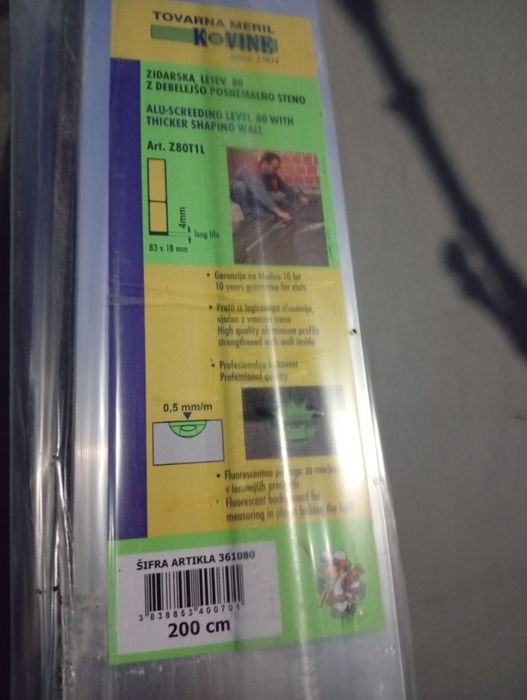 TOVARNA MERIL
KOVINE
since 1904
ZIDARSKA LETEV 80
Z DEBELEJŠO POSNEMALNO STENO
ALU-SCREEDING LEVEL 80 WITH
THICKER SHAPING WALL
Art. Z80T1L
4mm
long life
83 x 18 mm
• Garancija na libelice 10 let
10 years guarantee for vials
• Profil iz legiranega aluminija,
ojačan z vmesno steno
High quality aluminium profile
strengthened with wall inside
• Profesionalna kakovost
Professional quality
0,5 mm/m
• Fluorescentno za merjenje
v temnejših prostorih
• Fluorescent background for
measuring in places lacking the light
ŠIFRA ARTIKLA 361080
3 838853 400701
200 cm